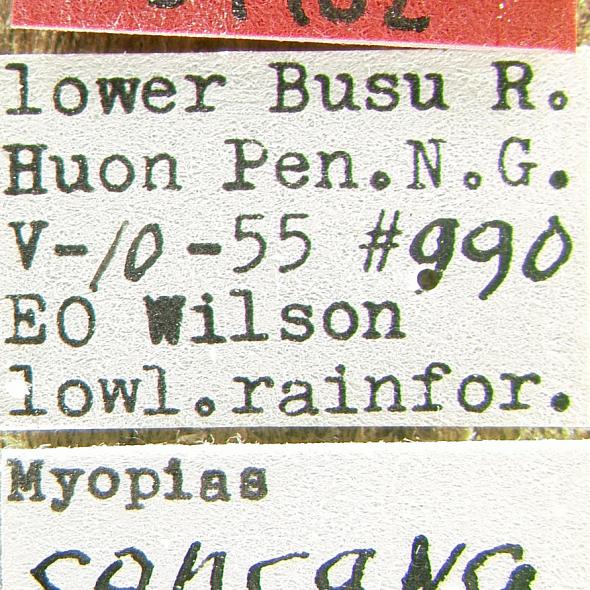 lower Busu R.
Huon Pen.N.G.
V-10-55 #990
EO Wilson
lowl.rainfor.
Myopias